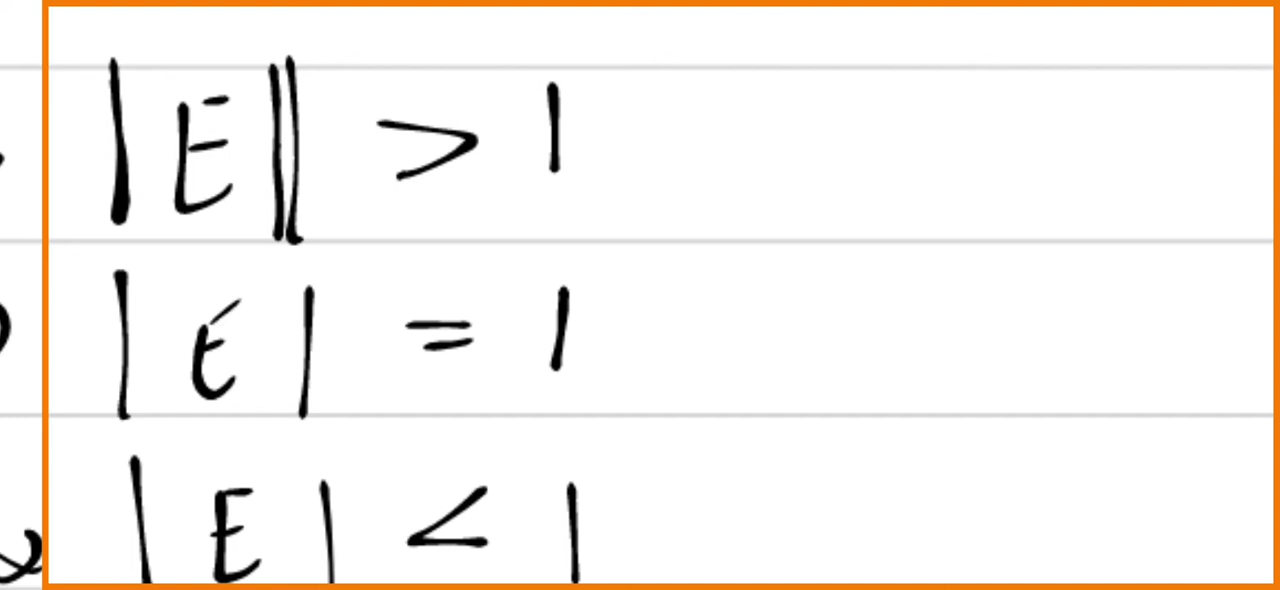 |E|| > 1
|E| = 1
|E| < 1